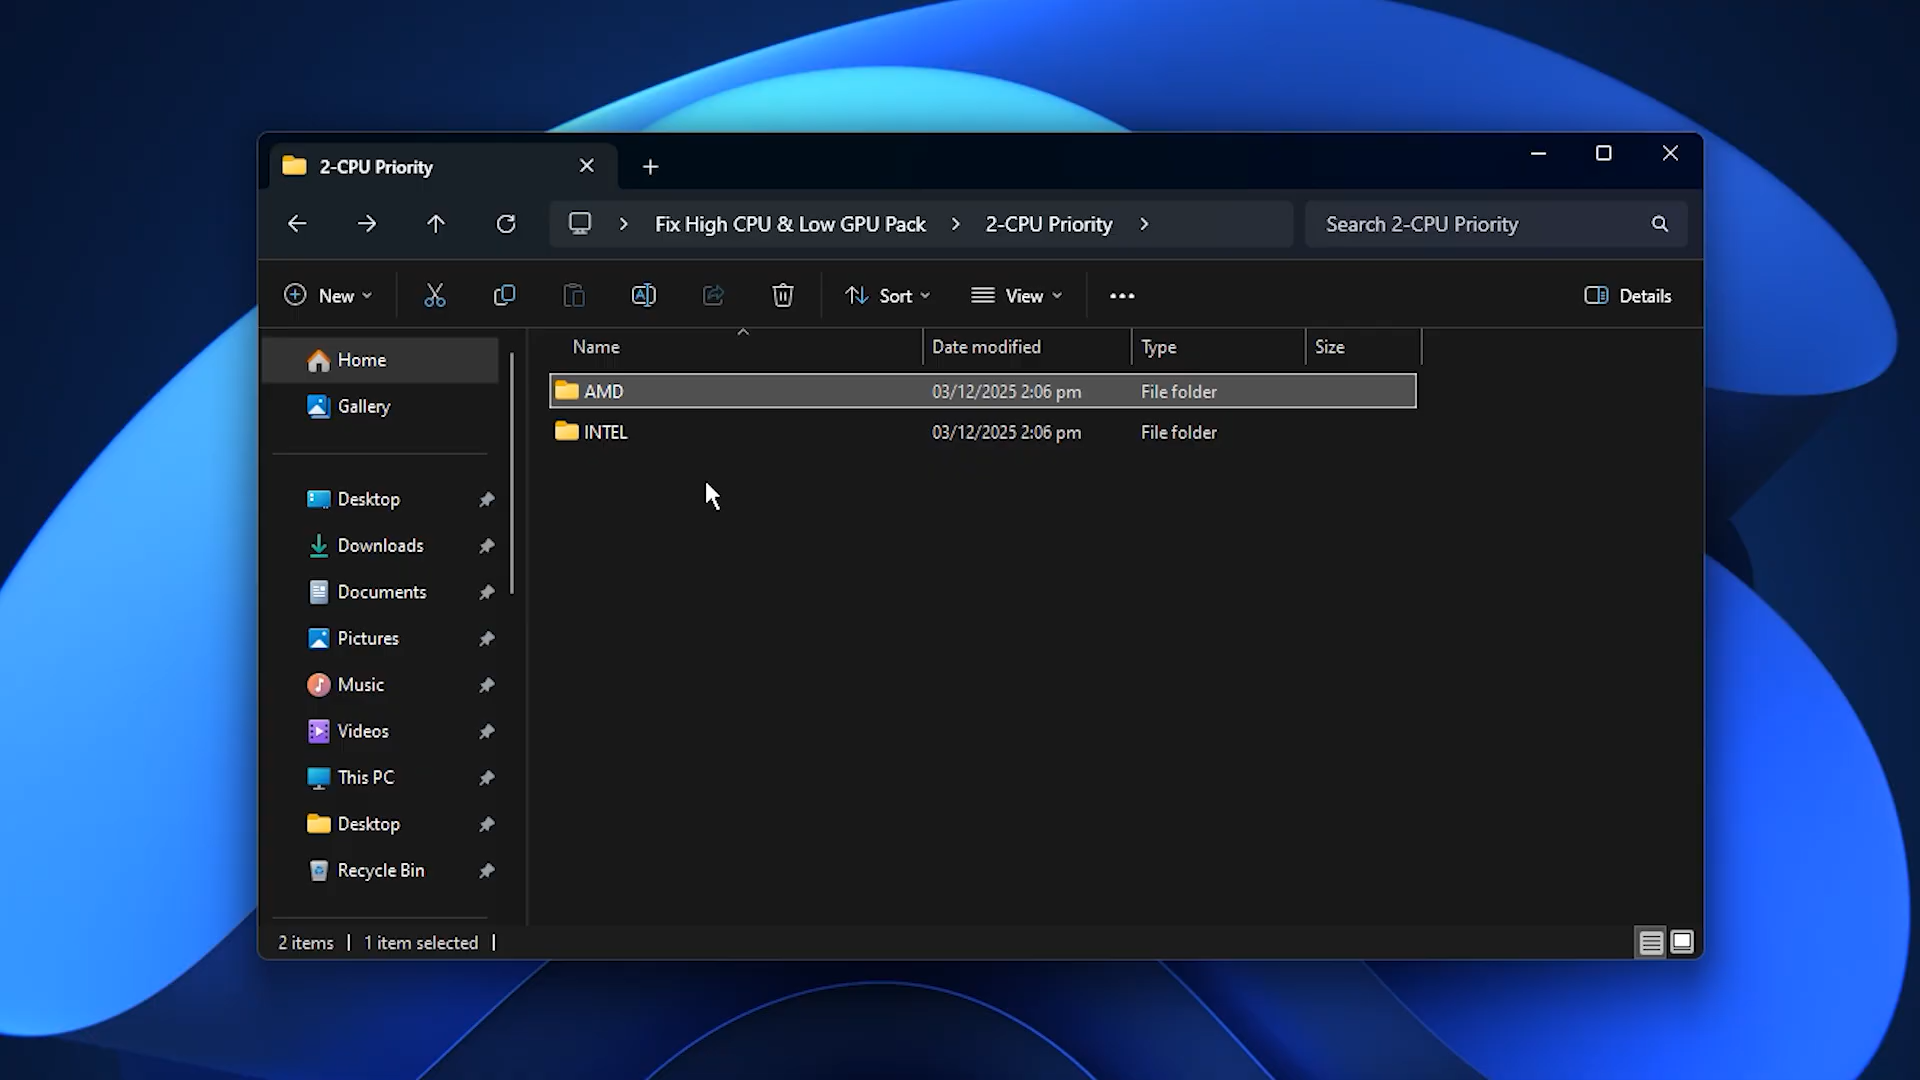 2-CPU Priority
Fix High CPU & Low GPU Pack
2-CPU Priority
Search 2-CPU Priority
New
Sort
View
Details
Name
Date modified
Type
Size
Home
AMD
03/12/2025 2:06 pm
File folder
Gallery
INTEL
03/12/2025 2:06 pm
File folder
Desktop
Downloads
Documents
Pictures
Music
Videos
This PC
Desktop
Recycle Bin
2 items
1 item selected